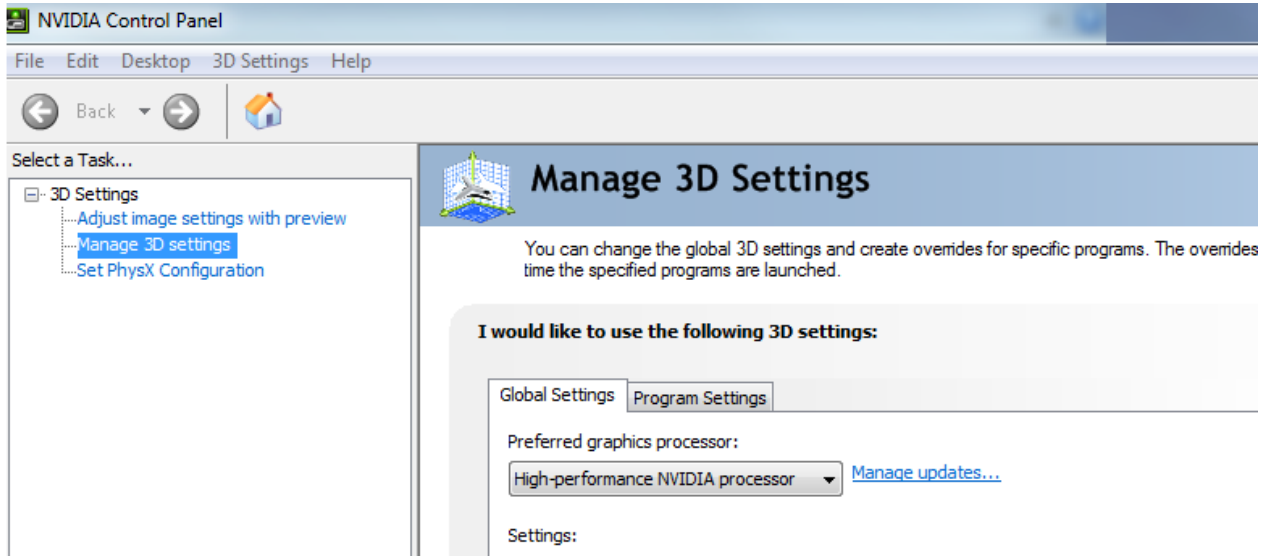 NVIDIA Control Panel
File Edit Desktop 3D Settings Help
Back
Select a Task...
3D Settings
Adjust image settings with preview
Manage 3D settings
Set PhysX Configuration
Manage 3D Settings
You can change the global 3D settings and create overrides for specific programs. The overrides
time the specified programs are launched.
I would like to use the following 3D settings:
Global Settings Program Settings
Preferred graphics processor:
High-performance NVIDIA processor Manage updates...
Settings: